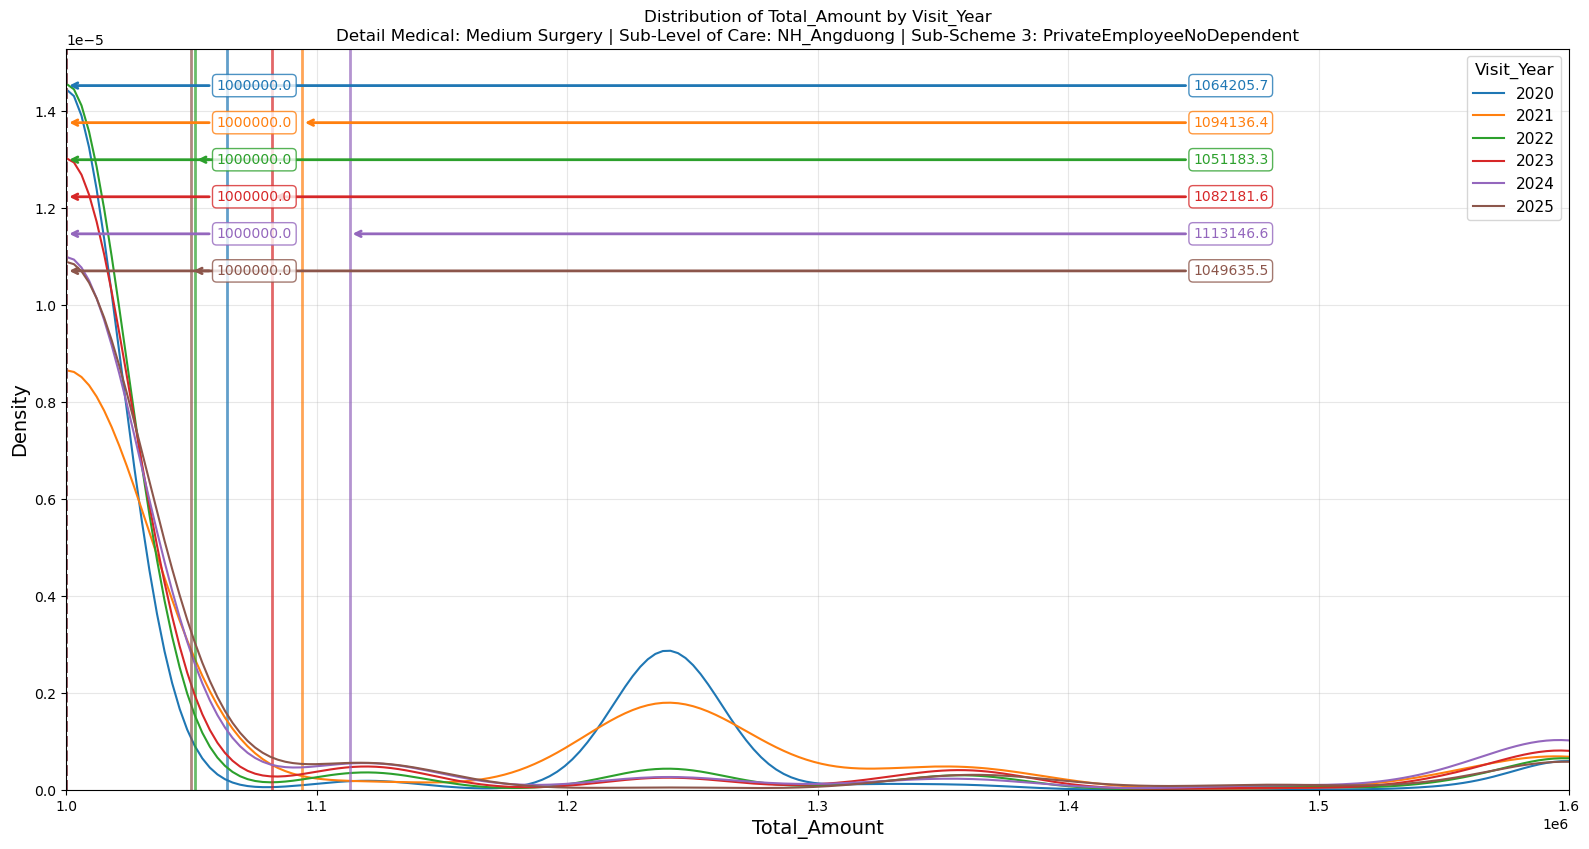 Distribution of Total_Amount by Visit_Year
Detail Medical: Medium Surgery | Sub-Level of Care: NH_Angduong | Sub-Scheme 3: PrivateEmployeeNoDependent
1e−5
Visit_Year
2020
2021
2022
2023
2024
2025
1000000.0 1064205.7
1000000.0 1094136.4
1000000.0 1051183.3
1000000.0 1082181.6
1000000.0 1113146.6
1000000.0 1049635.5
1.4
1.2
1.0
0.8
0.6
0.4
0.2
0.0
Density
1.0 1.1 1.2 1.3 1.4 1.5 1.6
1e6
Total_Amount